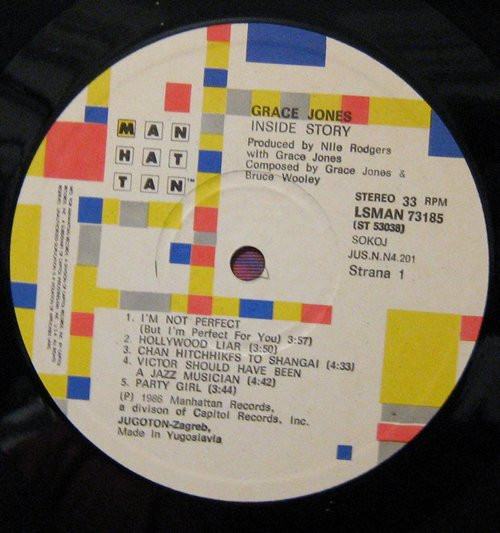 GRACE JONES
INSIDE STORY
Produced by Nile Rodgers
with Grace Jones
Composed by Grace Jones &
Bruce Wooley
MAN
HAT
TAN™
STEREO 33 RPM
LSMAN 73185
(ST 53038)
SOKOJ
JUS.N.N4.201
Strana 1
1. I'M NOT PERFECT
(But I'm Perfect For You) 3:57)
2. HOLLYWOOD LIAR (3:50)
3. CHAN HITCHHIKFS TO SHANGAI (4:33)
4. VICTOR SHOULD HAVE BEEN
A JAZZ MUSICIAN (4:42)
5. PARTY GIRL (3:44)
(P) 1986 Manhattan Records,
a divison of Capitol Records, Inc.
JUGOTON-Zagreb,
Made in Yugoslavia